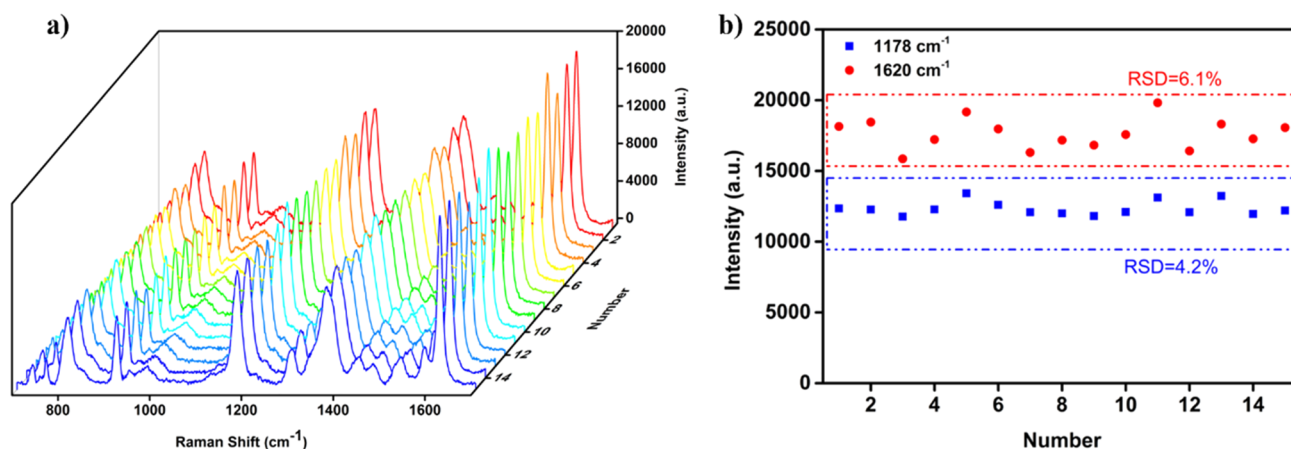 a)
20000
16000
12000
8000
4000
0
Intensity (a.u.)
2
4
6
8
10
12
14
Number
800 1000 1200 1400 1600
Raman Shift (cm-1)
b)
25000
20000
15000
10000
5000
0
Intensity (a.u.)
1178 cm-1
1620 cm-1
RSD=6.1%
RSD=4.2%
2 4 6 8 10 12 14
Number